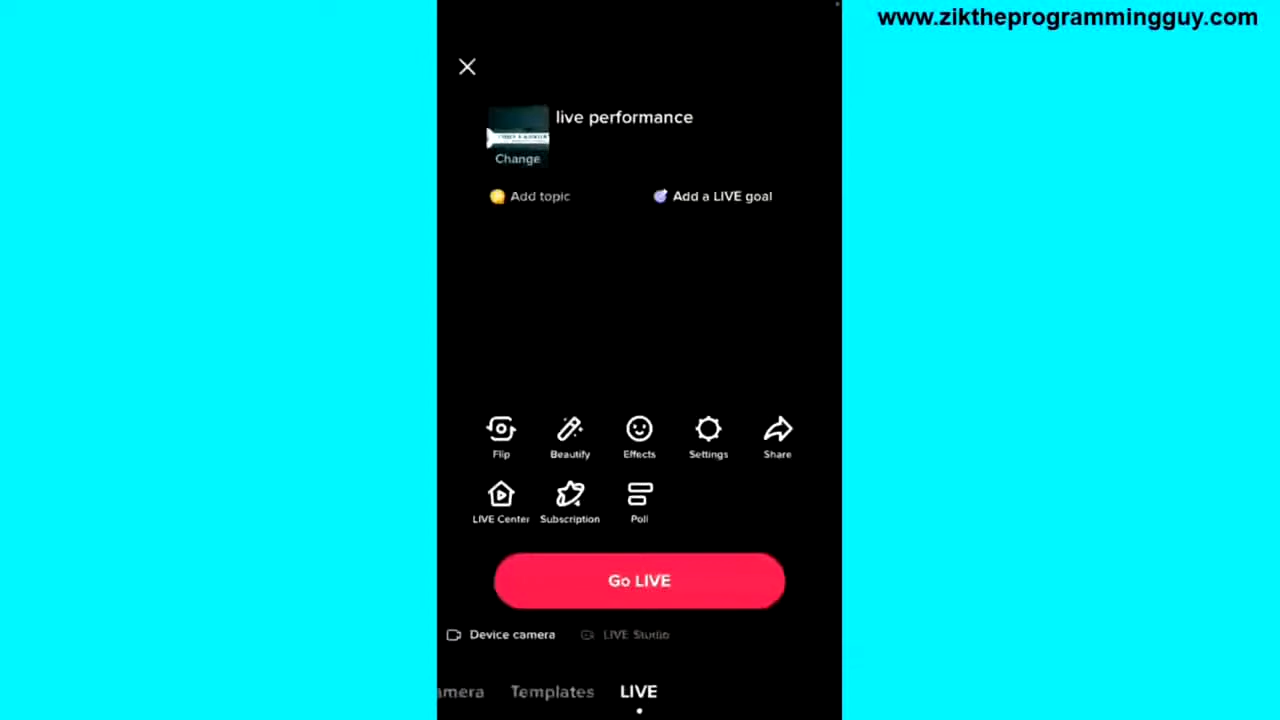 www.ziktheprogrammingguy.com
live performance
Change
Add topic
Add a LIVE goal
Flip
Beautify
Effects
Settings
Share
LIVE Center
Subscription
Poll
Go LIVE
Device camera
LIVE Studio
amera
Templates
LIVE